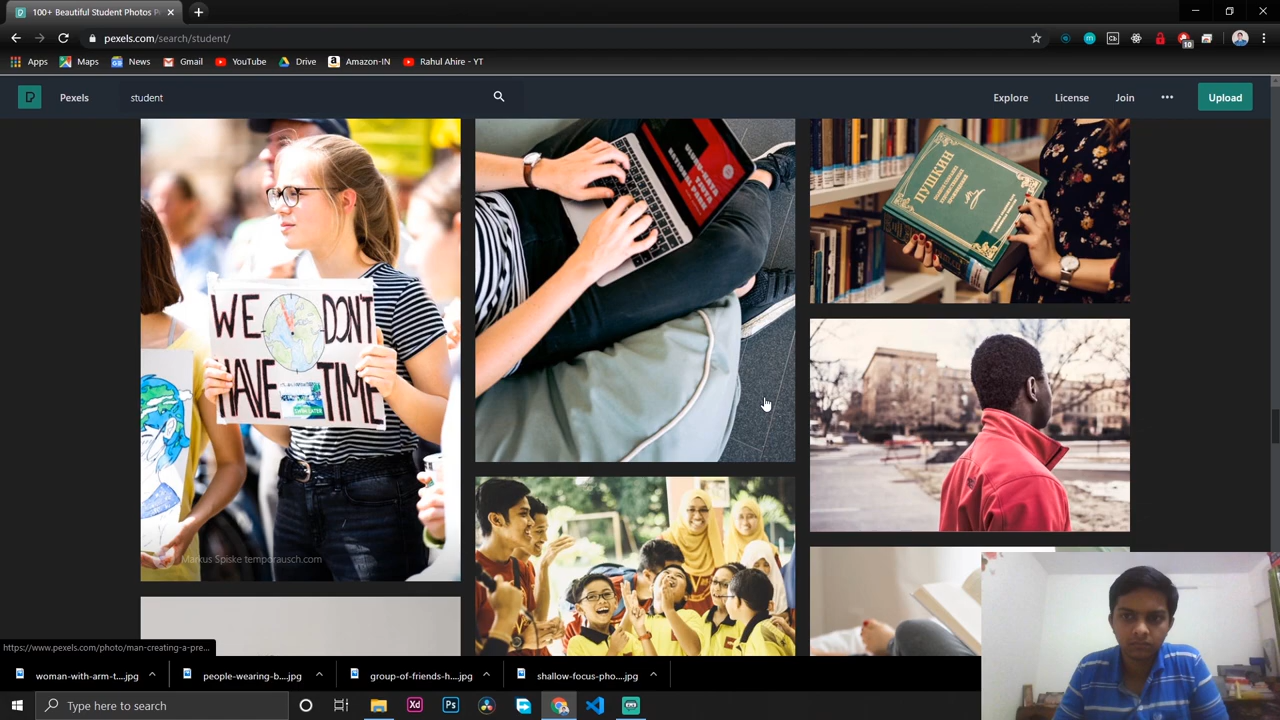 100+ Beautiful Student Photos P
pexels.com/search/student/
Apps
Maps
News
Gmail
YouTube
Drive
Amazon-IN
Rahul Ahire - YT
10
Pexels
student
Explore
License
Join
Upload
WE DON'T
HAVE TIME
Markus Spiske temporausch.com
ПУШКИН
https://www.pexels.com/photo/man-creating-a-pre...
woman-with-arm-t....jpg
people-wearing-b....jpg
group-of-friends-h....jpg
shallow-focus-pho....jpg
Type here to search
Xd
Ps